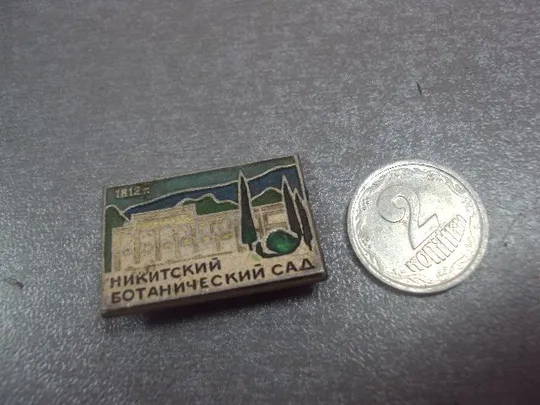 1812 г.
НИКИТСКИЙ
БОТАНИЧЕСКИЙ САД
2
КОПІЙКИ